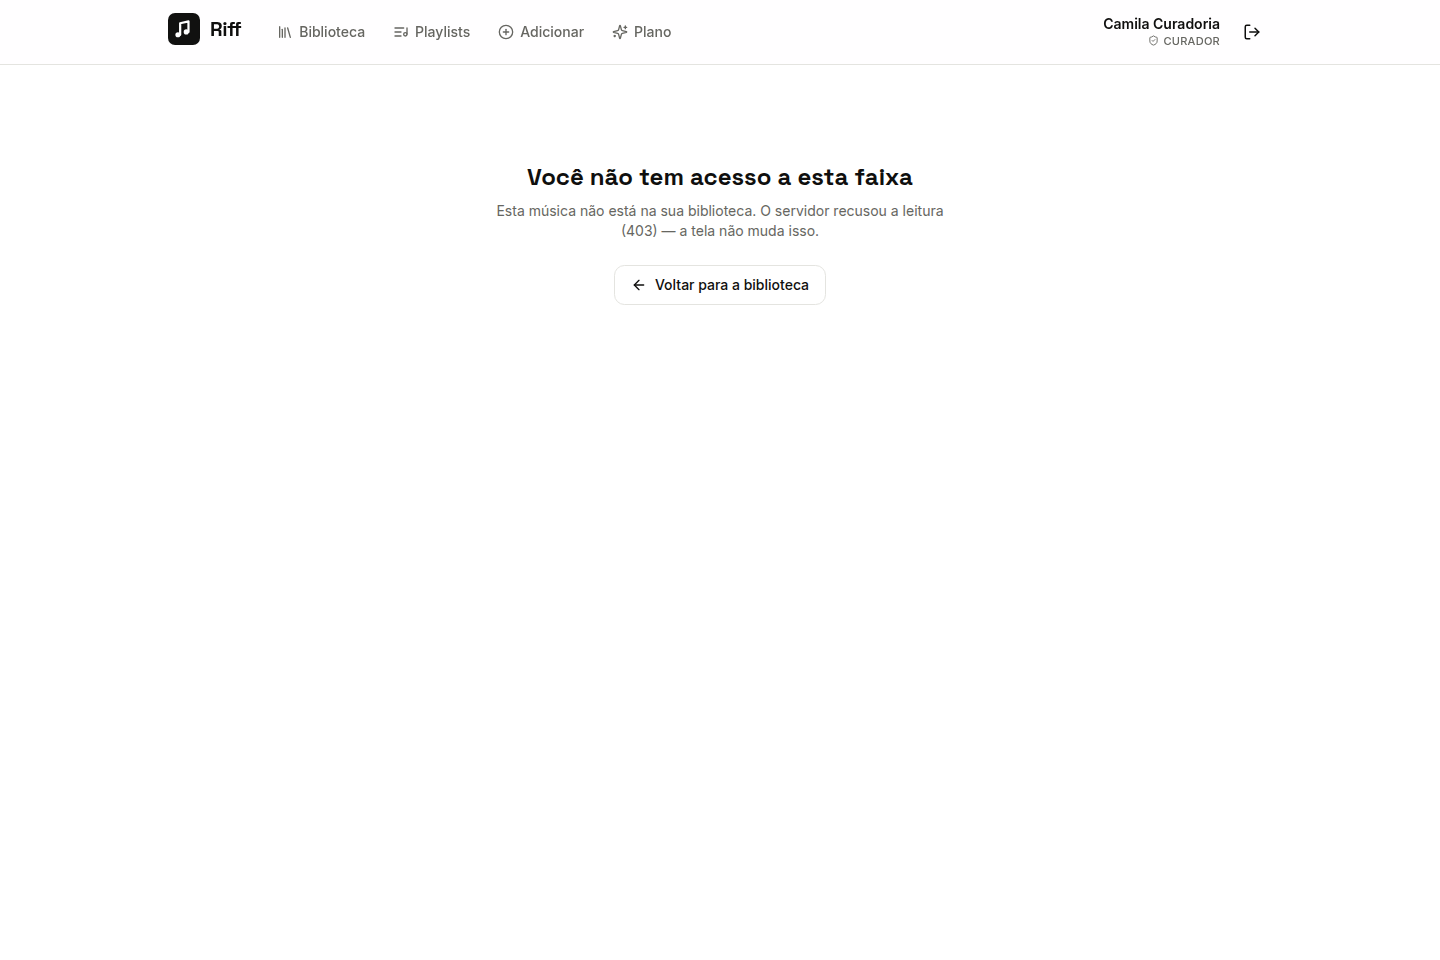 Riff
Biblioteca
Playlists
Adicionar
Plano
Camila Curadoria
CURADOR
Você não tem acesso a esta faixa
Esta música não está na sua biblioteca. O servidor recusou a leitura
(403) — a tela não muda isso.
Voltar para a biblioteca